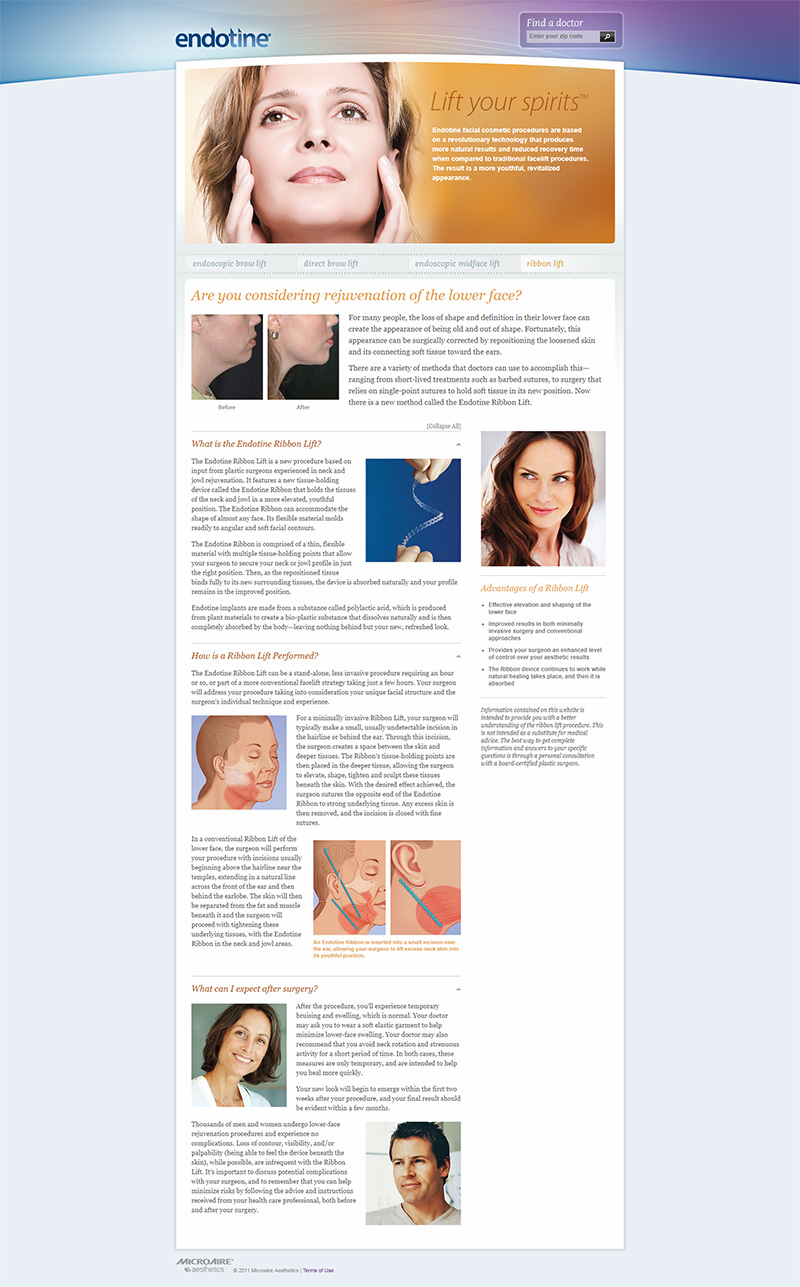 endotine
Find a doctor
Enter your zip code
Lift your spirits™
Endotine facial cosmetic procedures are based
on a revolutionary technology that produces
more natural results and reduced recovery time
when compared to traditional facelift procedures.
The result is a more youthful, revitalized
appearance.
endoscopic brow lift
direct brow lift
endoscopic midface lift
ribbon lift
Are you considering rejuvenation of the lower face?
For many people, the loss of shape and definition in their lower face can
create the appearance of being old and out of shape. Fortunately, this
appearance can be surgically corrected by repositioning the loosened skin
and its connecting soft tissue toward the ears.
There are a variety of methods that doctors can use to accomplish this—
ranging from short-lived treatments such as barbed sutures, to surgery that
relies on single-point sutures to hold soft tissue in its new position. Now
there is a new method called the Endotine Ribbon Lift.
Before
After
[Collapse All]
What is the Endotine Ribbon Lift?
The Endotine Ribbon Lift is a new procedure based on
input from plastic surgeons experienced in neck and
jowl rejuvenation. It features a new tissue-holding
device called the Endotine Ribbon that holds the tissues
of the neck and jowl in a more elevated, youthful
position. The Endotine Ribbon can accommodate the
shape of almost any face. Its flexible material molds
readily to angular and soft facial contours.
The Endotine Ribbon is comprised of a thin, flexible
material with multiple tissue-holding points that allow
your surgeon to secure your neck or jowl profile in just
the right position. Then, as the repositioned tissue
binds fully to its new surrounding tissues, the device is absorbed naturally and your profile
remains in the improved position.
Endotine implants are made from a substance called polylactic acid, which is produced
from plant materials to create a bio-plastic substance that dissolves naturally and is then
completely absorbed by the body—leaving nothing behind but your new, refreshed look.
How is a Ribbon Lift Performed?
The Endotine Ribbon Lift can be a stand-alone, less invasive procedure requiring an hour
or so, or part of a more conventional facelift strategy taking just a few hours. Your surgeon
will address your procedure taking into consideration your unique facial structure and the
surgeon's individual technique and experience.
For a minimally invasive Ribbon Lift, your surgeon will
typically make a small, usually undetectable incision in
the hairline or behind the ear. Through this incision,
the surgeon creates a space between the skin and
deeper tissues. The Ribbon's tissue-holding points are
then placed in the deeper tissue, allowing the surgeon
to elevate, shape, tighten and sculpt these tissues
beneath the skin. With the desired effect achieved, the
surgeon sutures the opposite end of the Endotine
Ribbon to strong underlying tissue. Any excess skin is
then removed, and the incision is closed with fine
sutures.
In a conventional Ribbon Lift of the
lower face, the surgeon will perform
your procedure with incisions usually
beginning above the hairline near the
temples, extending in a natural line
across the front of the ear and then
behind the earlobe. The skin will then
be separated from the fat and muscle
beneath it and the surgeon will
proceed with tightening these
underlying tissues, with the Endotine
Ribbon in the neck and jowl areas.
An Endotine Ribbon is inserted into a small incision near
the ear, allowing your surgeon to lift excess neck skin into
its youthful position.
What can I expect after surgery?
After the procedure, you'll experience temporary
bruising and swelling, which is normal. Your doctor
may ask you to wear a soft elastic garment to help
minimize lower-face swelling. Your doctor may also
recommend that you avoid neck rotation and strenuous
activity for a short period of time. In both cases, these
measures are only temporary, and are intended to help
you heal more quickly.
Your new look will begin to emerge within the first two
weeks after your procedure, and your final result should
be evident within a few months.
Thousands of men and women undergo lower-face
rejuvenation procedures and experience no
complications. Loss of contour, visibility, and/or
palpability (being able to feel the device beneath the
skin), while possible, are infrequent with the Ribbon
Lift. It's important to discuss potential complications
with your surgeon, and to remember that you can help
minimize risks by following the advice and instructions
received from your health care professional, both before
and after your surgery.
Advantages of a Ribbon Lift
• Effective elevation and shaping of the
lower face
• Improved results in both minimally
invasive surgery and conventional
approaches
• Provides your surgeon an enhanced level
of control over your aesthetic results
• The Ribbon device continues to work while
natural healing takes place, and then it is
absorbed
Information contained on this website is
intended to provide you with a better
understanding of the ribbon lift procedure. This
is not intended as a substitute for medical
advice. The best way to get complete
information and answers to your specific
questions is through a personal consultation
with a board-certified plastic surgeon.
MICROAIRE®
aesthetics
© 2011 Microaire Aesthetics | Terms of Use